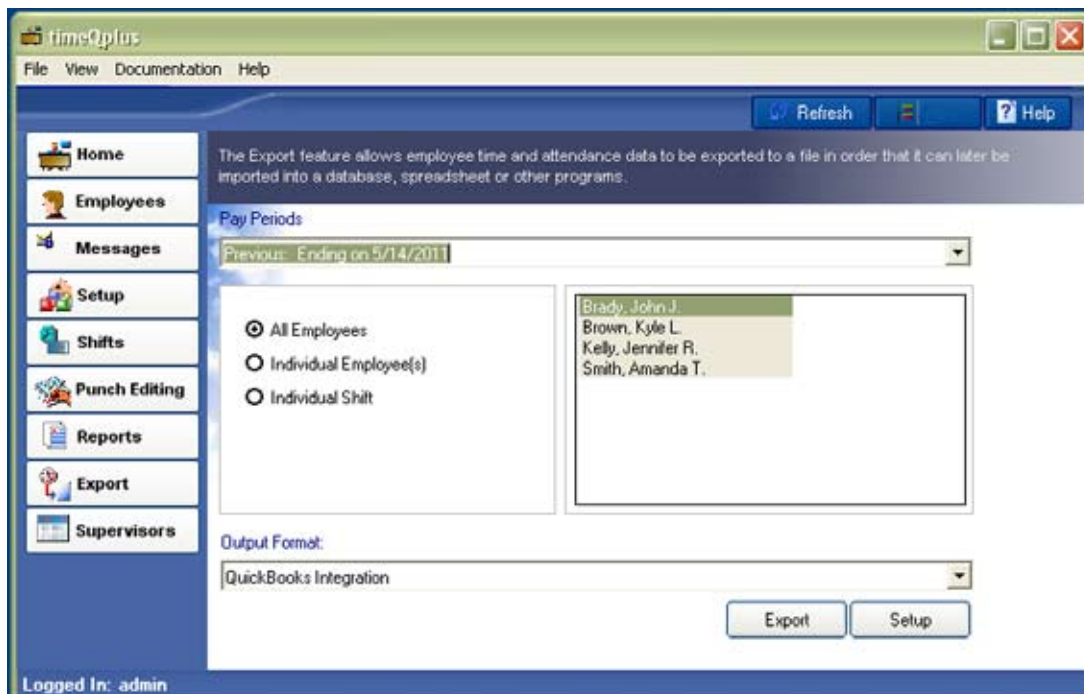 timeQplus
File View Documentation Help
Refresh
Help
Home
Employees
Messages
Setup
Shifts
Punch Editing
Reports
Export
Supervisors
The Export feature allows employee time and attendance data to be exported to a file in order that it can later be
imported into a database, spreadsheet or other programs.
Pay Periods
Previous: Ending on 5/14/2011
All Employees
Individual Employee(s)
Individual Shift
Brady, John J.
Brown, Kyle L.
Kelly, Jennifer R.
Smith, Amanda T.
Output Format:
QuickBooks Integration
Export
Setup
Logged In: admin